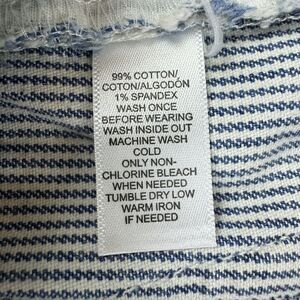 99% COTTON/
COTON/ALGODÓN
1% SPANDEX
WASH ONCE
BEFORE WEARING
WASH INSIDE OUT
MACHINE WASH
COLD
ONLY NON-
CHLORINE BLEACH
WHEN NEEDED
TUMBLE DRY LOW
WARM IRON
IF NEEDED